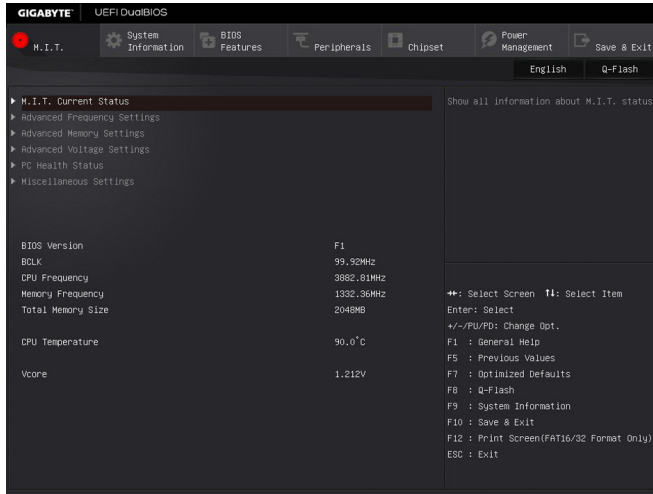 GIGABYTE™ UEFI DualBIOS
M.I.T.
System Information
BIOS Features
Peripherals
Chipset
Power Management
Save & Exit
English Q-Flash
M.I.T. Current Status
Advanced Frequency Settings
Advanced Memory Settings
Advanced Voltage Settings
PC Health Status
Miscellaneous Settings
Show all information about M.I.T. status
BIOS Version F1
BCLK 99.92MHz
CPU Frequency 3882.81MHz
Memory Frequency 1332.36MHz
Total Memory Size 2048MB
CPU Temperature 90.0°C
Vcore 1.212V
→←: Select Screen ↑↓: Select Item
Enter: Select
+/-/PU/PD: Change Opt.
F1 : General Help
F5 : Previous Values
F7 : Optimized Defaults
F8 : Q-Flash
F9 : System Information
F10 : Save & Exit
F12 : Print Screen(FAT16/32 Format Only)
ESC : Exit